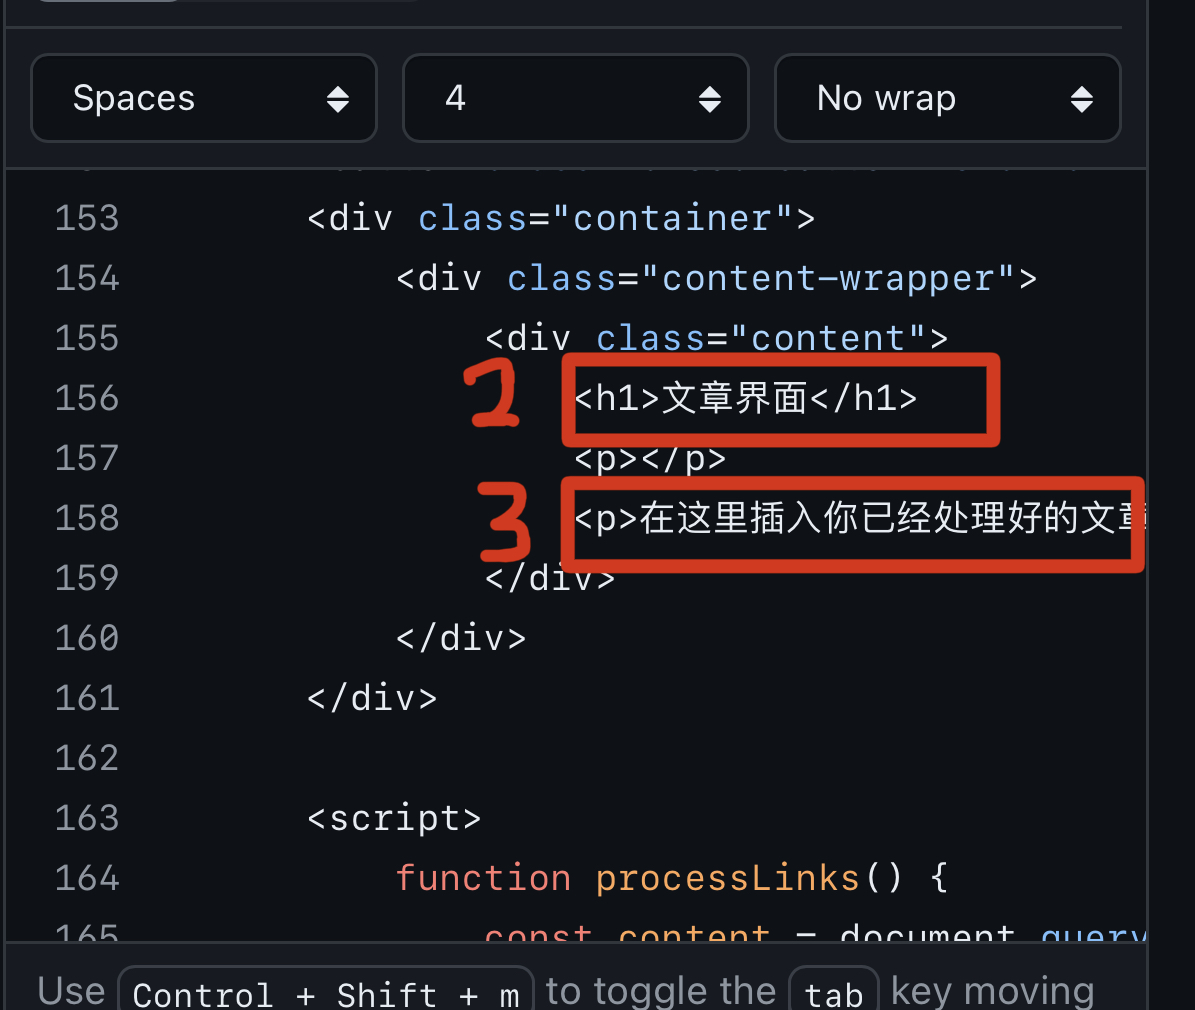 Spaces 4 No wrap
153 <div class="container">
154 <div class="content-wrapper">
155 <div class="content">
2
156 <h1>文章界面</h1>
157 <p></p>
3
158 <p>在这里插入你已经处理好的文章
159 </div>
160 </div>
161 </div>
162
163 <script>
164 function processLinks() {
165 const content = document.query
Use Control + Shift + m to toggle the tab key moving